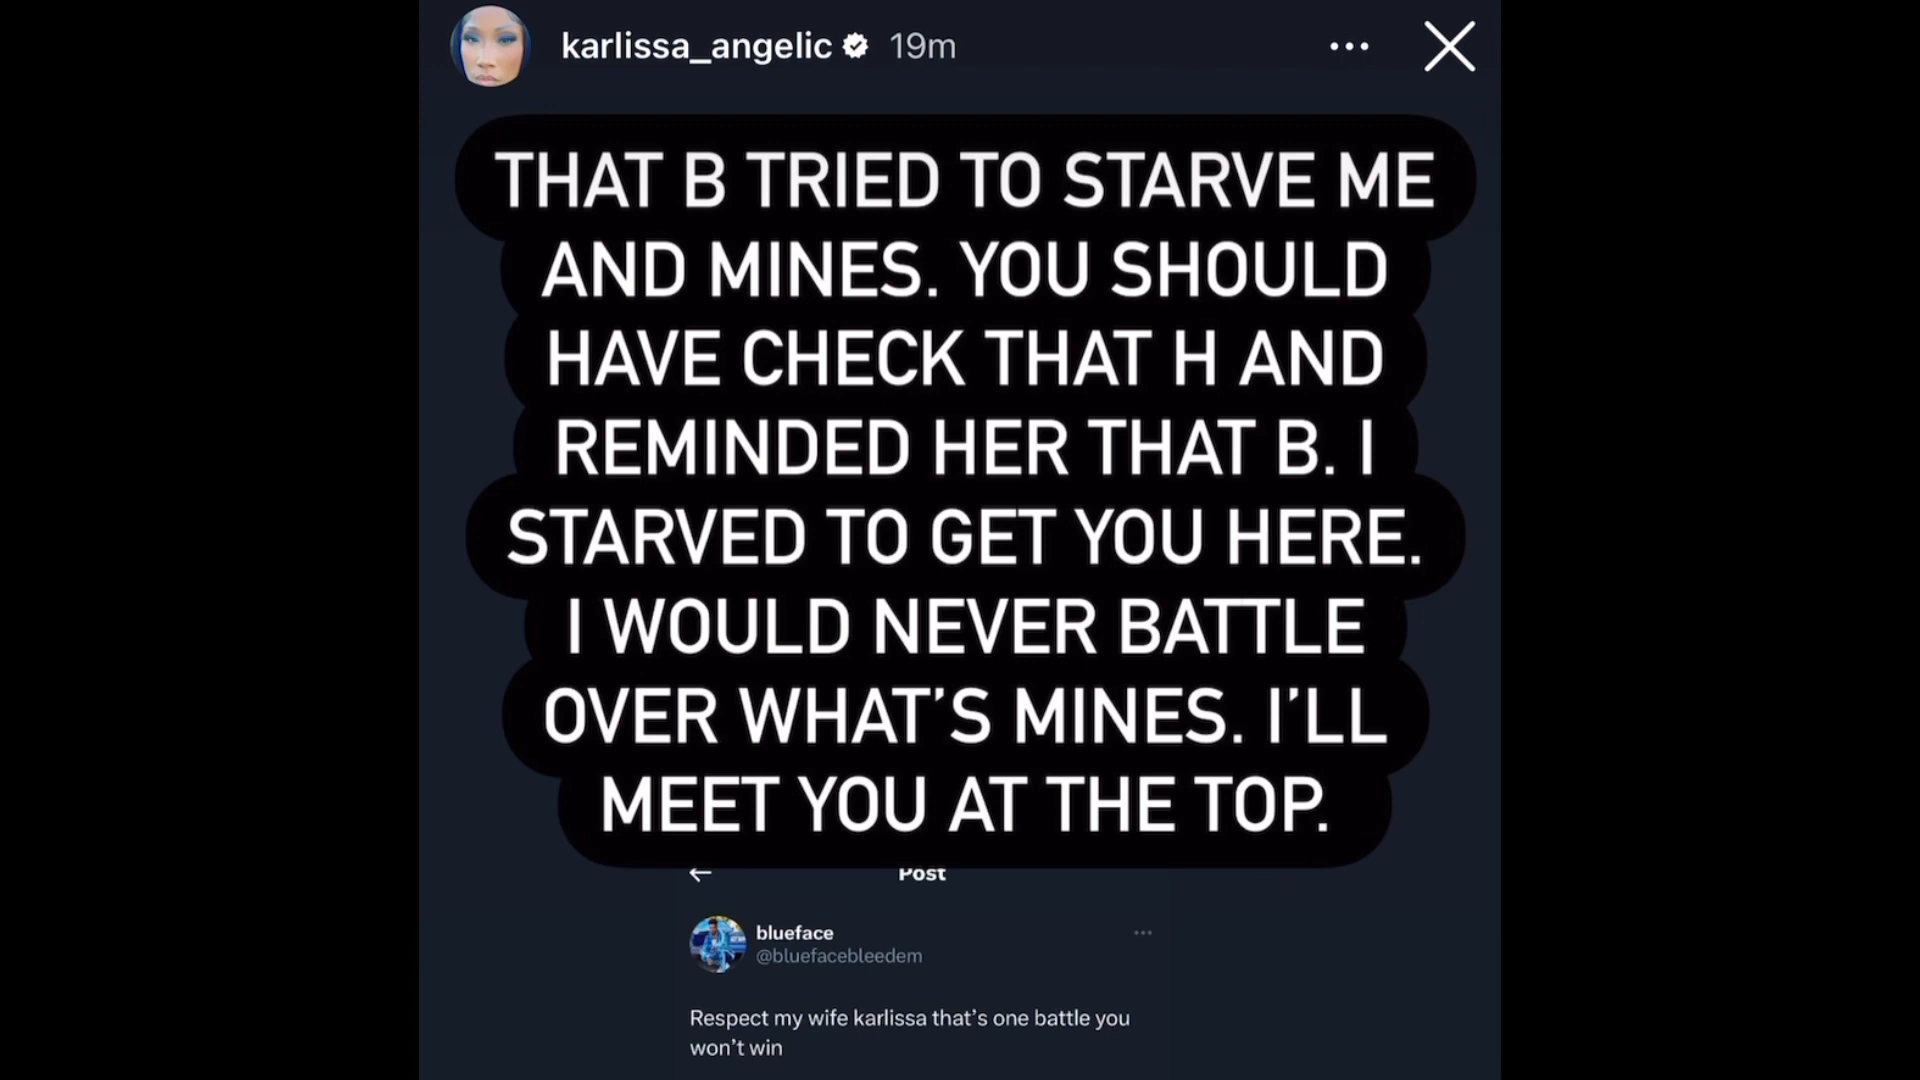 karlissa_angelic 19m
THAT B TRIED TO STARVE ME
AND MINES. YOU SHOULD
HAVE CHECK THAT H AND
REMINDED HER THAT B. I
STARVED TO GET YOU HERE.
I WOULD NEVER BATTLE
OVER WHAT'S MINES. I'LL
MEET YOU AT THE TOP.
Post
blueface
@bluefacebleedem
Respect my wife karlissa that's one battle you
won't win